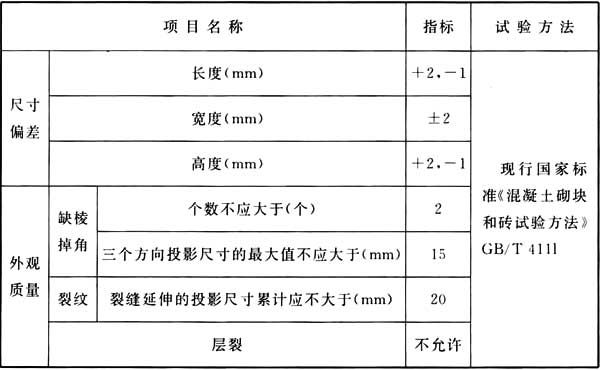 项目名称 指标 试验方法
尺寸
偏差
长度(mm) +2,-1
宽度(mm) ±2
高度(mm) +2,-1
外观
质量
缺棱
掉角
个数不应大于(个) 2
三个方向投影尺寸的最大值不应大于(mm) 15
裂纹 裂缝延伸的投影尺寸累计应不大于(mm) 20
层裂 不允许
现行国家标
准《混凝土砌块
和砖试验方法》
GB/T 4111